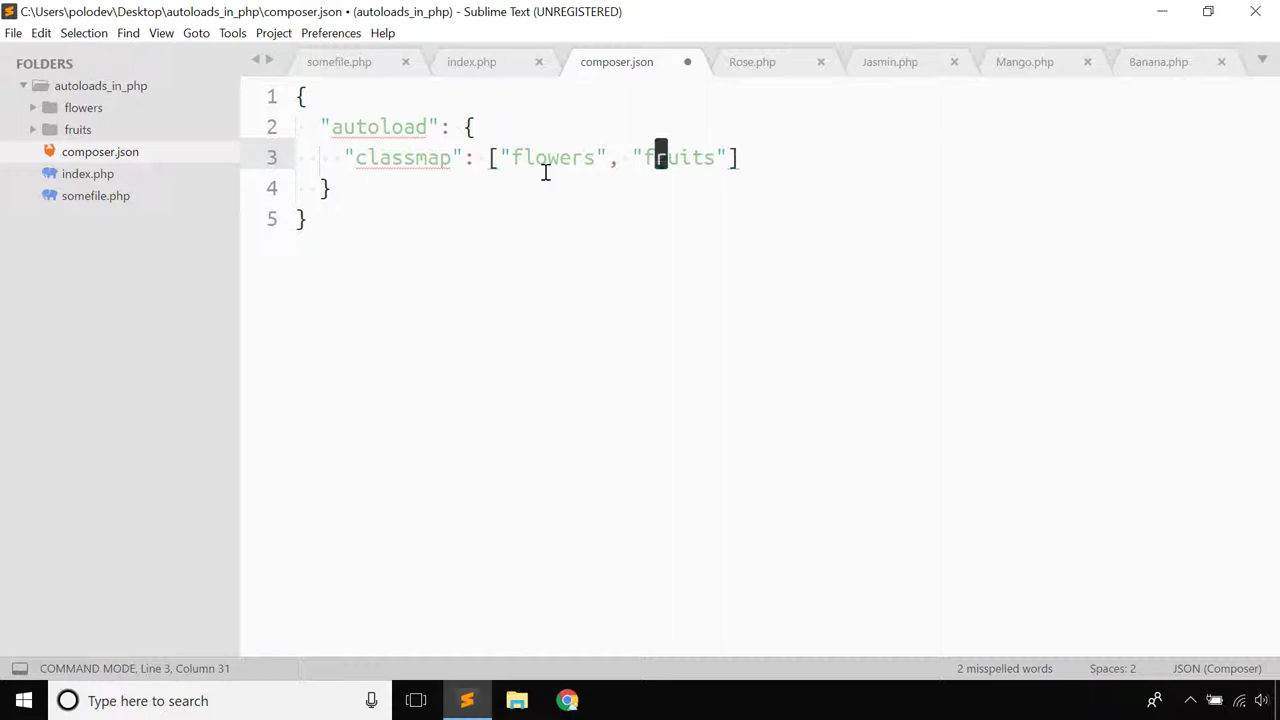 C:\Users\polodev\Desktop\autoloads_in_php\composer.json • (autoloads_in_php) - Sublime Text (UNREGISTERED)
File Edit Selection Find View Goto Tools Project Preferences Help
FOLDERS
autoloads_in_php
flowers
fruits
composer.json
index.php
somefile.php
somefile.php index.php composer.json Rose.php Jasmin.php Mango.php Banana.php
1 {
2 "autoload": {
3 "classmap": ["flowers", "fruits"]
4 }
5 }
COMMAND MODE, Line 3, Column 31 2 misspelled words Spaces: 2 JSON (Composer)
Type here to search